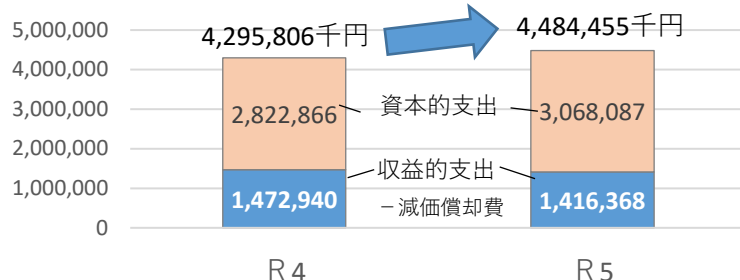 5,000,000
4,000,000
3,000,000
2,000,000
1,000,000
0
4,295,806千円
4,484,455千円
2,822,866
資本的支出
3,068,087
1,472,940
収益的支出
－減価償却費
1,416,368
R4
R5